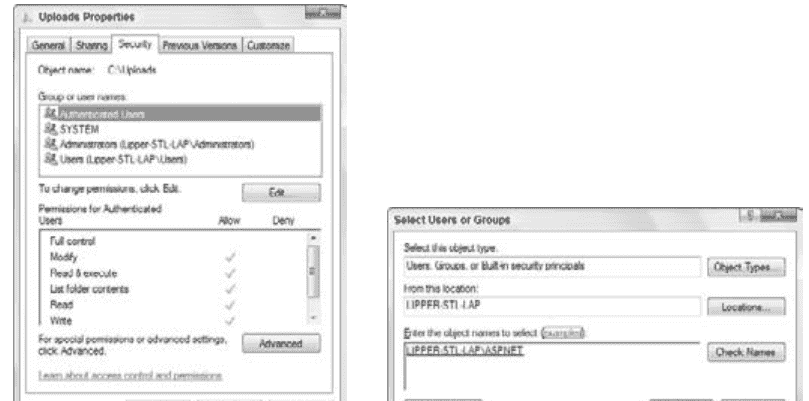 Uploads Properties
General Sharing Security Previous Versions Customize
Object name: C:\Uploads
Group or user names:
Authenticated Users
SYSTEM
Administrators (Lipper-STL-LAP\Administrators)
Users (Lipper-STL-LAP\Users)
To change permissions, click Edit.
Edit...
Permissions for Authenticated
Users Allow Deny
Full control
Modify
Read & execute
List folder contents
Read
Write
For special permissions or advanced settings,
click Advanced.
Advanced
Learn about access control and permissions
Select Users or Groups
Select this object type:
Users, Groups, or Built-in security principals
Object Types...
From this location:
LIPPER-STL-LAP
Locations...
Enter the object names to select (examples):
LIPPER-STL-LAP\ASPNET
Check Names